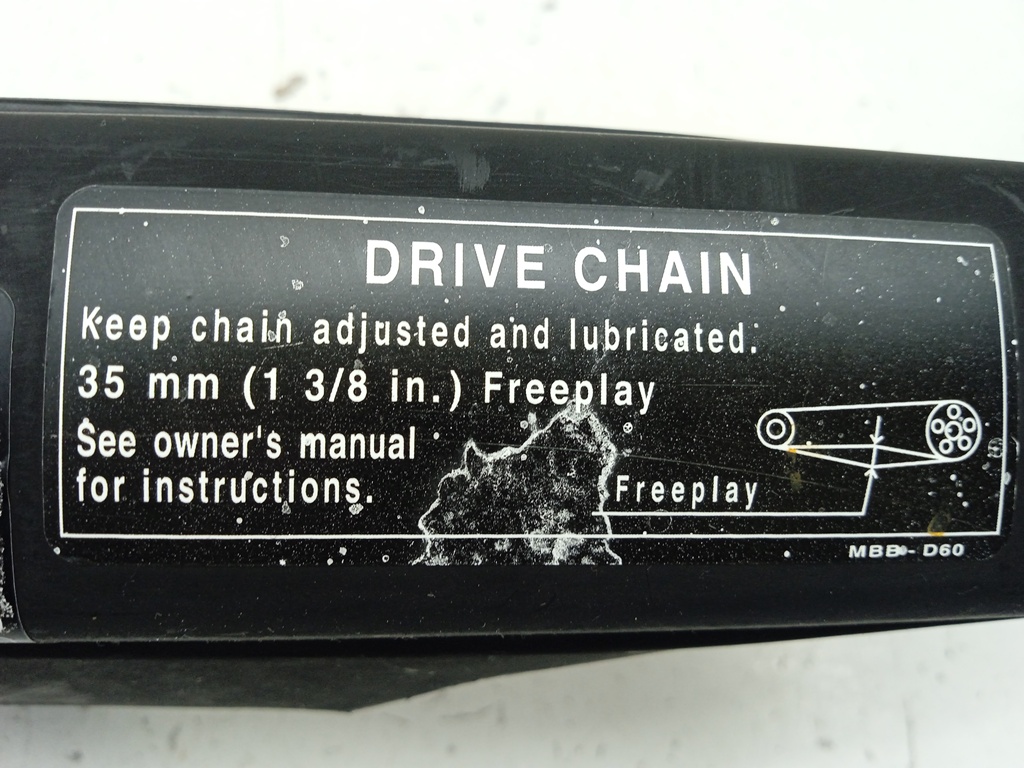 DRIVE CHAIN
Keep chain adjusted and lubricated.
35 mm (1 3/8 in.) Freeplay
See owner's manual
for instructions.
Freeplay
MBB - D60